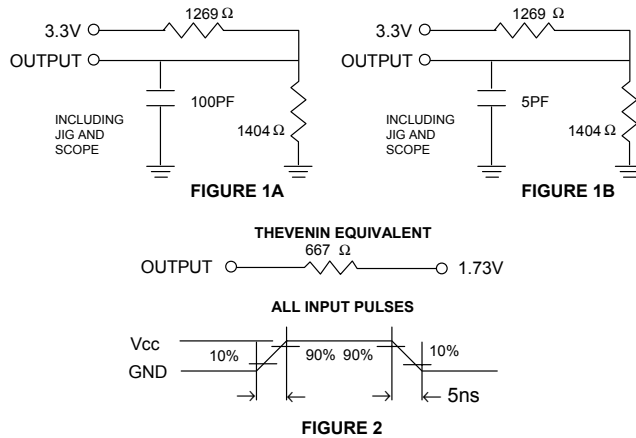 1269 Ω
3.3V
OUTPUT
100PF
INCLUDING
JIG AND
SCOPE
1404 Ω
FIGURE 1A
1269 Ω
3.3V
OUTPUT
5PF
INCLUDING
JIG AND
SCOPE
1404 Ω
FIGURE 1B
THEVENIN EQUIVALENT
667 Ω
OUTPUT 1.73V
ALL INPUT PULSES
Vcc
GND
10% 90% 90% 10%
5ns
FIGURE 2